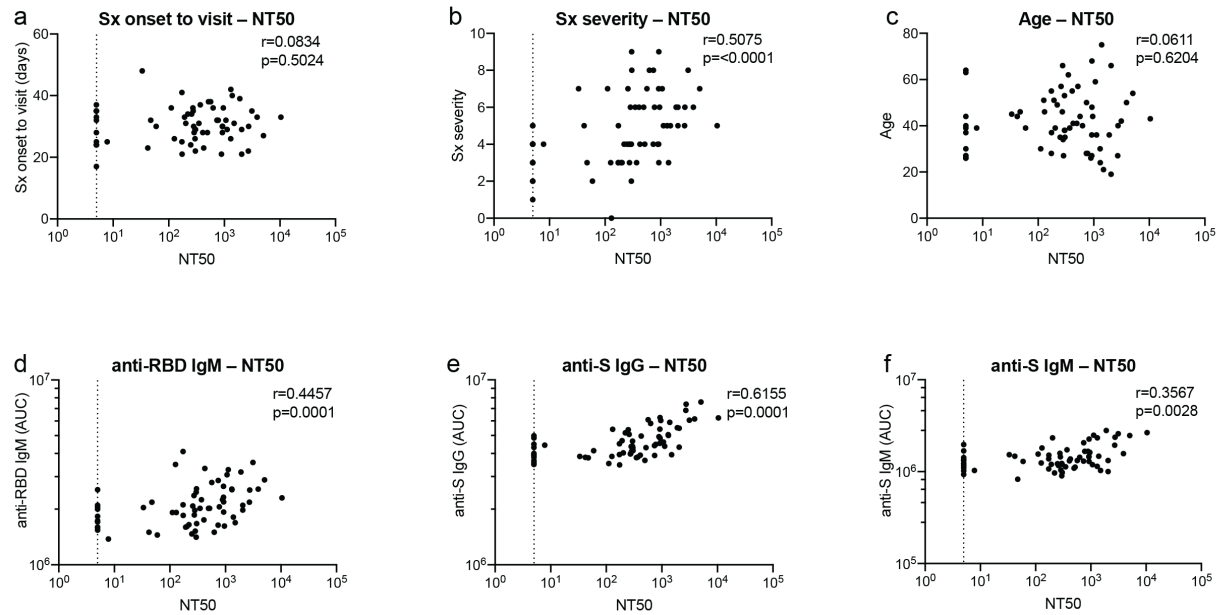 a
Sx onset to visit – NT50
r=0.0834
p=0.5024
Sx onset to visit (days)
60
40
20
0
10^0 10^1 10^2 10^3 10^4 10^5
NT50
b
Sx severity – NT50
r=0.5075
p=<0.0001
Sx severity
10
8
6
4
2
0
10^0 10^1 10^2 10^3 10^4 10^5
NT50
c
Age – NT50
r=0.0611
p=0.6204
Age
80
60
40
20
0
10^0 10^1 10^2 10^3 10^4 10^5
NT50
d
anti-RBD IgM – NT50
r=0.4457
p=0.0001
anti-RBD IgM (AUC)
10^7
10^6
10^0 10^1 10^2 10^3 10^4 10^5
NT50
e
anti-S IgG – NT50
r=0.6155
p=0.0001
anti-S IgG (AUC)
10^7
10^6
10^0 10^1 10^2 10^3 10^4 10^5
NT50
f
anti-S IgM – NT50
r=0.3567
p=0.0028
anti-S IgM (AUC)
10^7
10^6
10^5
10^0 10^1 10^2 10^3 10^4 10^5
NT50